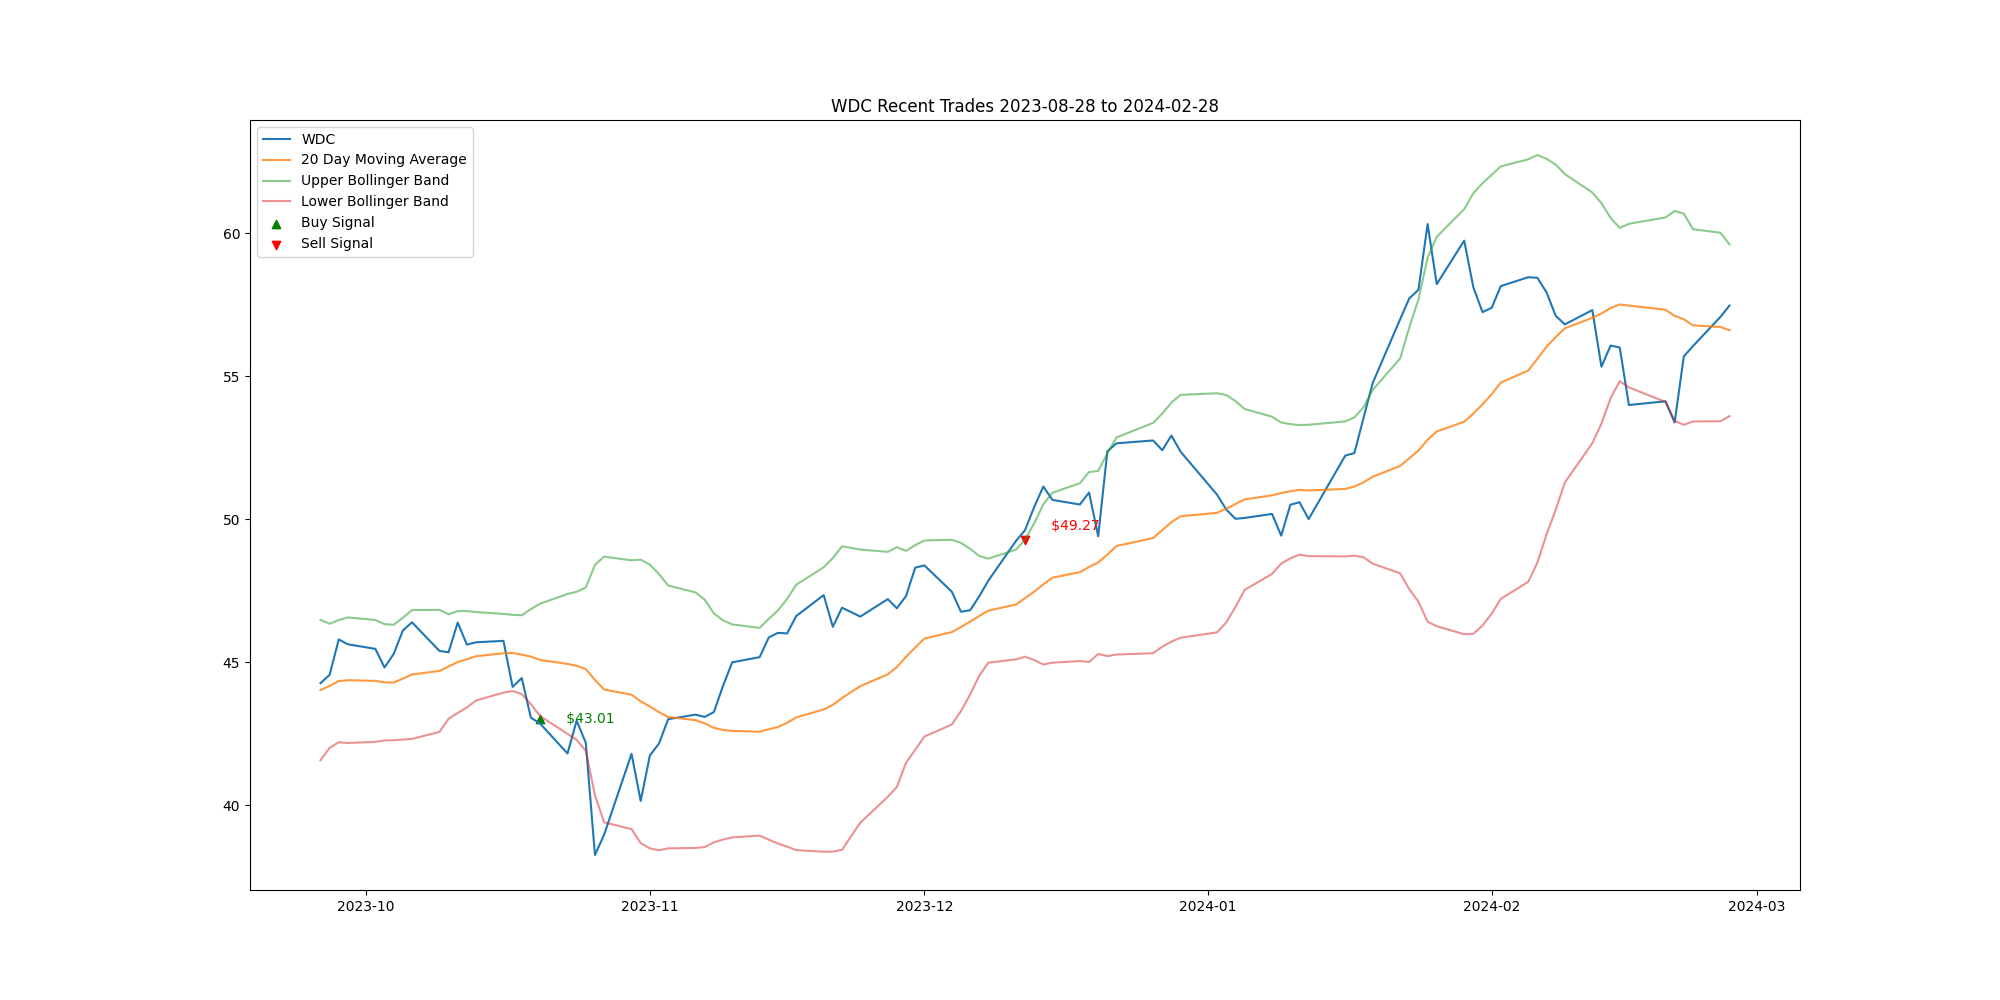 WDC Recent Trades 2023-08-28 to 2024-02-28
WDC
20 Day Moving Average
Upper Bollinger Band
Lower Bollinger Band
Buy Signal
Sell Signal
60
55
50
45
40
$49.27
$43.01
2023-10
2023-11
2023-12
2024-01
2024-02
2024-03